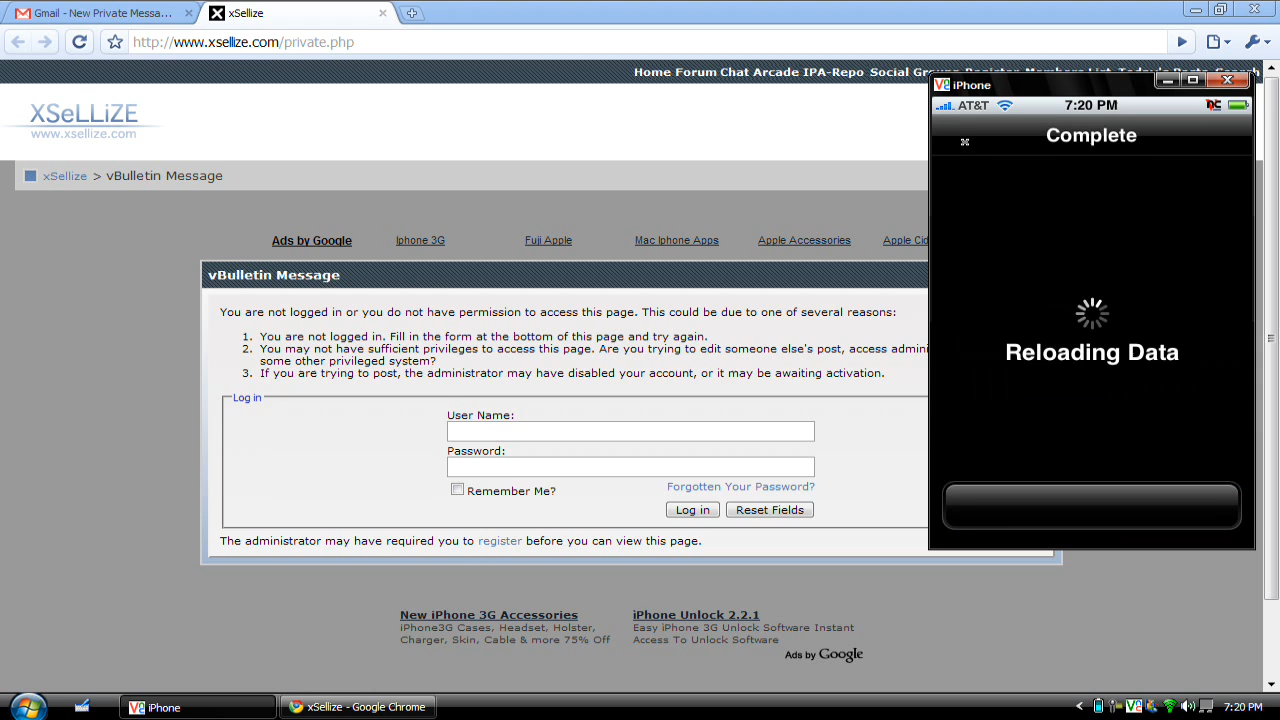 Gmail - New Private Messa...
xSellize
http://www.xsellize.com/private.php
Home Forum Chat Arcade IPA-Repo Social Groups Register Members List Today's Posts Search
XSeLLiZE
www.xsellize.com
xSellize > vBulletin Message
Ads by Google Iphone 3G Fuji Apple Mac Iphone Apps Apple Accessories Apple Cid
vBulletin Message
You are not logged in or you do not have permission to access this page. This could be due to one of several reasons:
1. You are not logged in. Fill in the form at the bottom of this page and try again.
2. You may not have sufficient privileges to access this page. Are you trying to edit someone else's post, access admini
some other privileged system?
3. If you are trying to post, the administrator may have disabled your account, or it may be awaiting activation.
Log in
User Name:
Password:
Remember Me? Forgotten Your Password?
Log in Reset Fields
The administrator may have required you to register before you can view this page.
New iPhone 3G Accessories
iPhone3G Cases, Headset, Holster,
Charger, Skin, Cable & more 75% Off
iPhone Unlock 2.2.1
Easy iPhone 3G Unlock Software Instant
Access To Unlock Software
Ads by Google
iPhone
AT&T 7:20 PM
Complete
Reloading Data
iPhone
xSellize - Google Chrome
7:20 PM